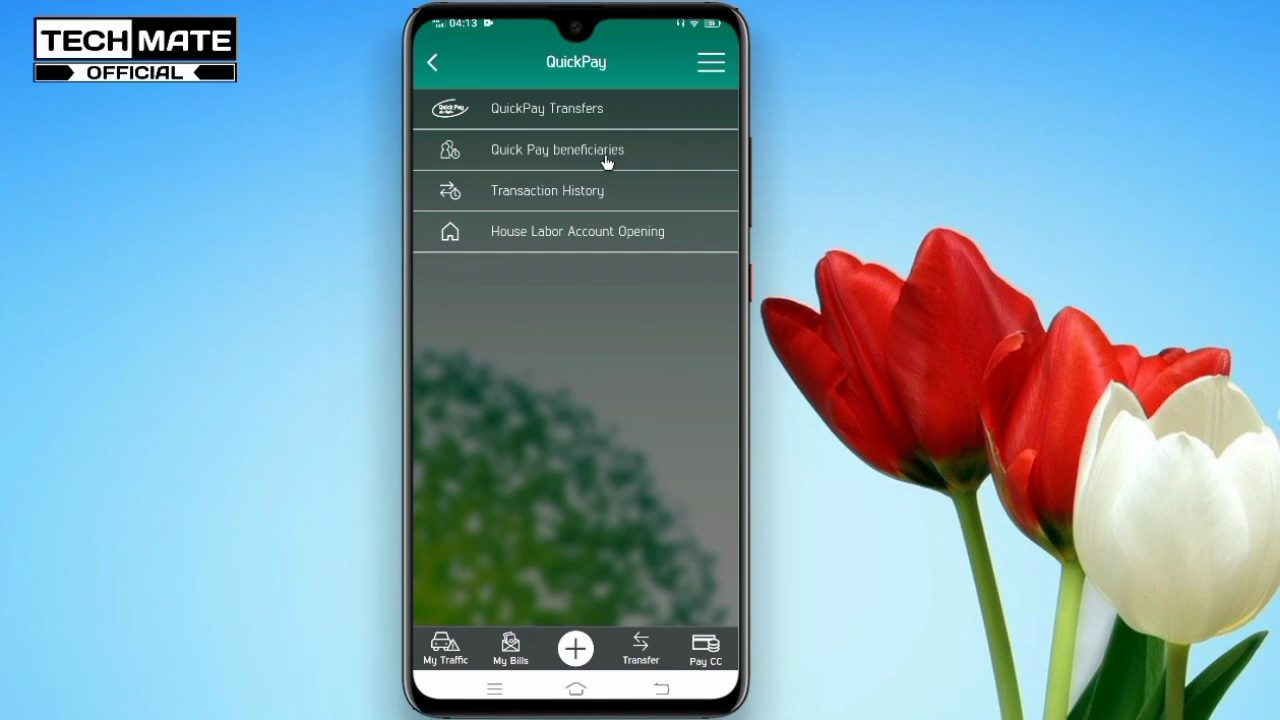 TECH MATE
OFFICIAL
04:13
QuickPay
QuickPay Transfers
Quick Pay beneficiaries
Transaction History
House Labor Account Opening
My Traffic
My Bills
Transfer
Pay CC